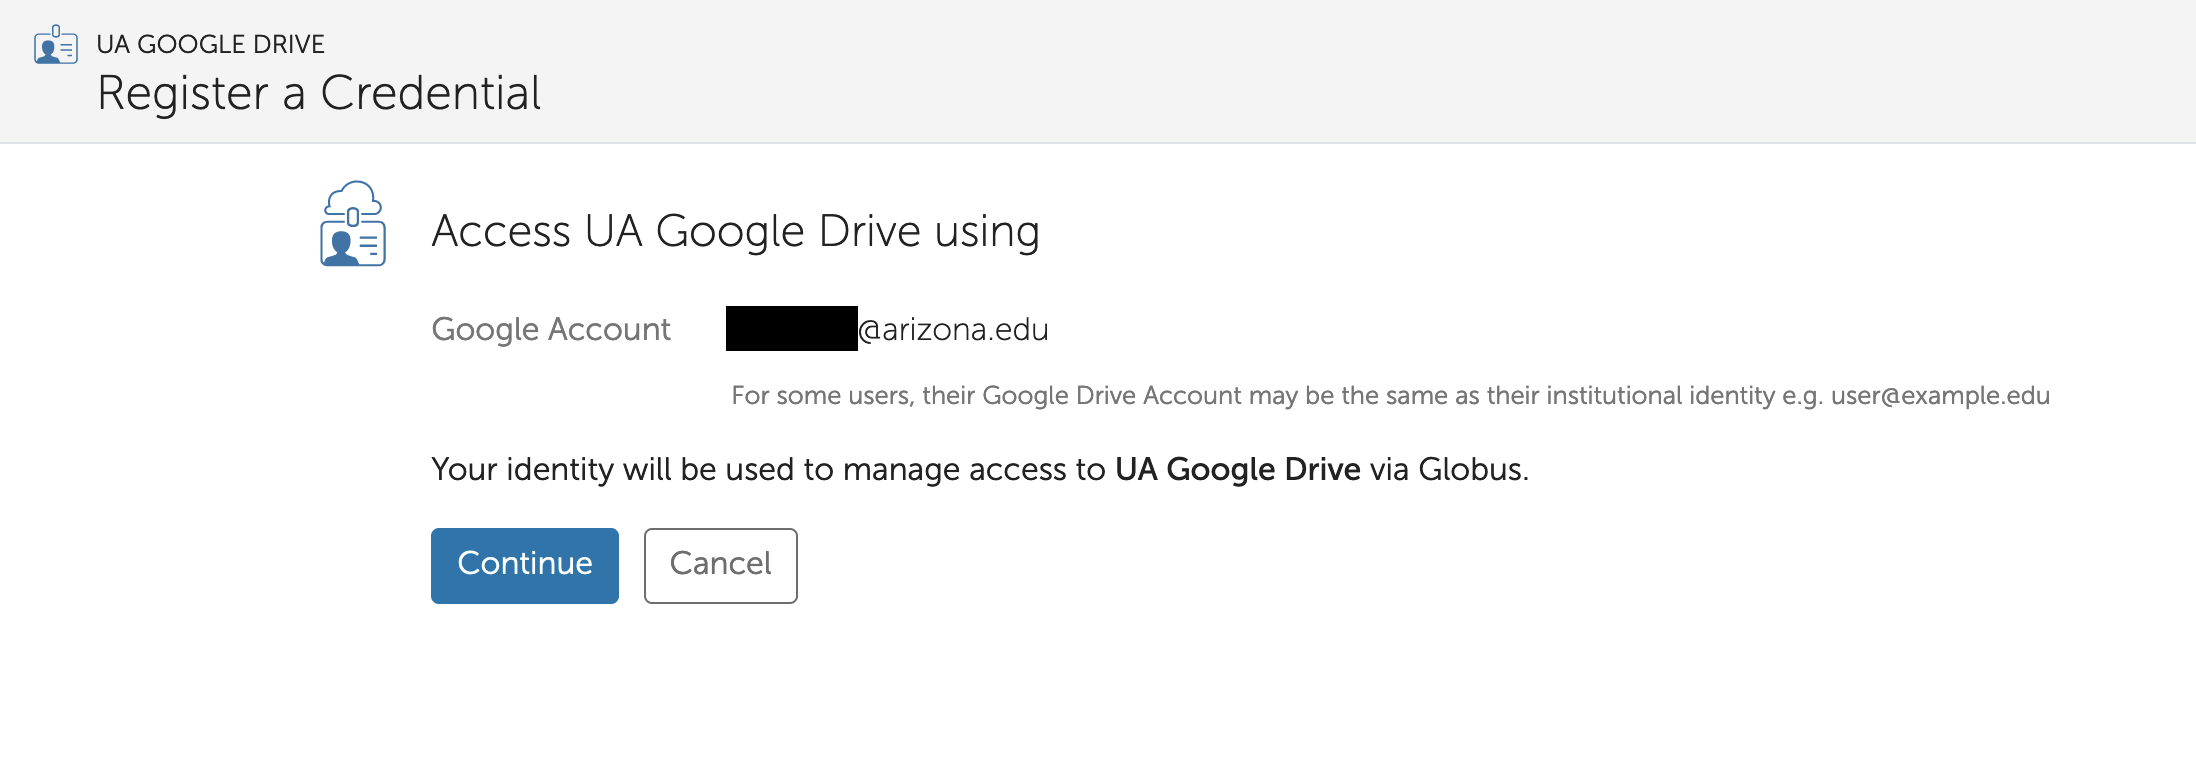 UA GOOGLE DRIVE
Register a Credential
Access UA Google Drive using
Google Account @arizona.edu
For some users, their Google Drive Account may be the same as their institutional identity e.g. user@example.edu
Your identity will be used to manage access to UA Google Drive via Globus.
Continue Cancel